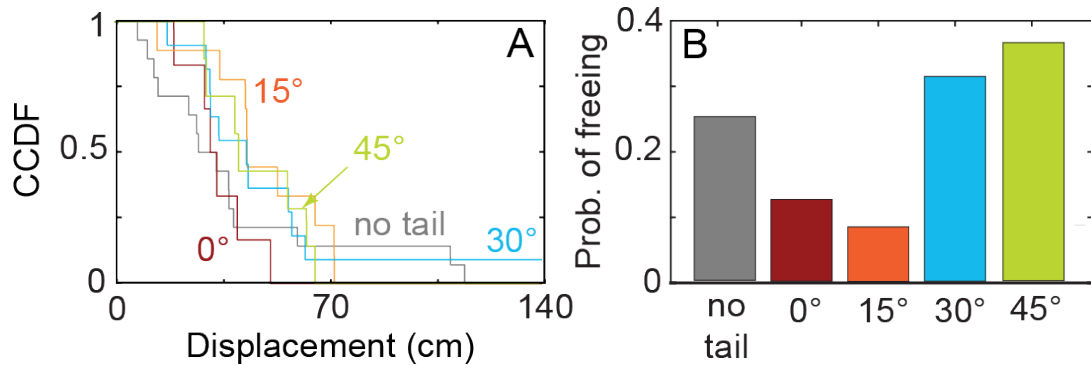 A
1
0.5
0
CCDF
15°
45°
no tail
30°
0°
0
70
140
Displacement (cm)
B
0.4
0.2
0
Prob. of freeing
no
tail
0°
15°
30°
45°